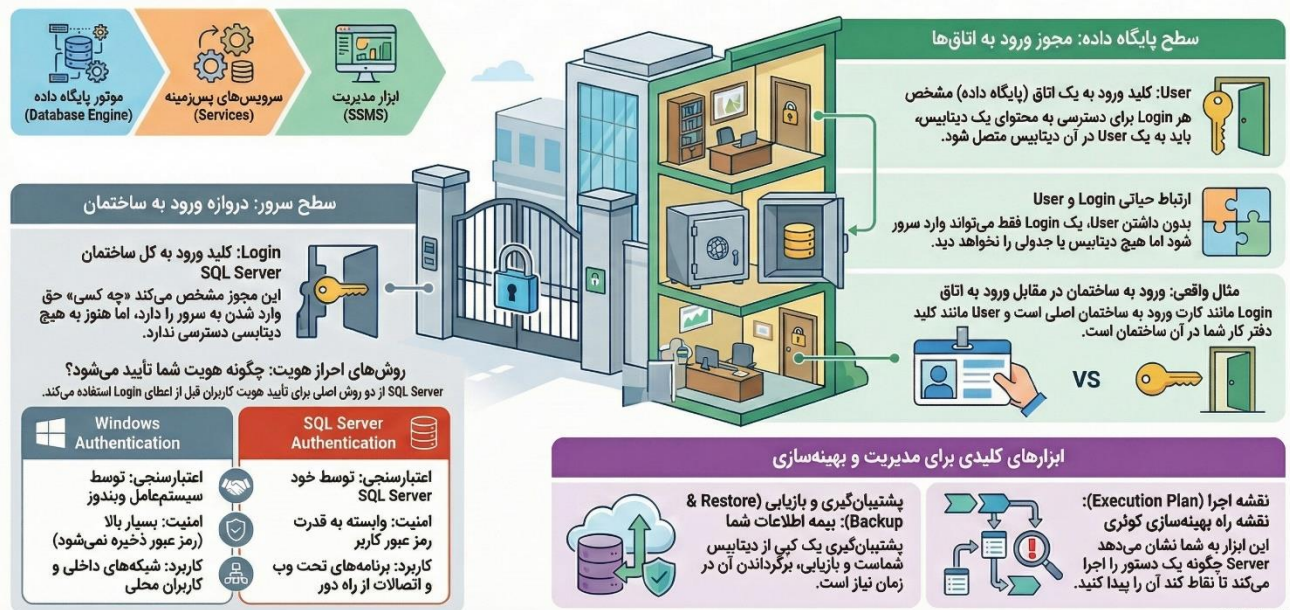 موتور پایگاه داده
(Database Engine)
سرویس‌های پس‌زمینه
(Services)
ابزار مدیریت
(SSMS)
سطح سرور: دروازه ورود به ساختمان
Login: کلید ورود به کل ساختمان
SQL Server
این مجوز مشخص می‌کند «چه کسی» حق
وارد شدن به سرور را دارد، اما هنوز به هیچ
دیتابسی دسترسی ندارد.
روش‌های احراز هویت: چگونه هویت شما تأیید می‌شود؟
SQL Server از دو روش اصلی برای تأیید هویت کاربران قبل از اعطای Login استفاده می‌کند.
Windows
Authentication
اعتبارسنجی: توسط
سیستم‌عامل ویندوز
امنیت: بسیار بالا
(رمز عبور ذخیره نمی‌شود)
کاربرد: شبکه‌های داخلی و
کاربران محلی
SQL Server
Authentication
اعتبارسنجی: توسط خود
SQL Server
امنیت: وابسته به قدرت
رمز عبور کاربر
کاربرد: برنامه‌های تحت وب
و اتصالات از راه دور
سطح پایگاه داده: مجوز ورود به اتاق‌ها
User: کلید ورود به یک اتاق (پایگاه داده) مشخص
هر Login برای دسترسی به محتوای یک دیتابیس،
باید به یک User در آن دیتابیس متصل شود.
ارتباط حیاتی Login و User
بدون داشتن User، یک Login فقط می‌تواند وارد سرور
شود اما هیچ دیتابیس یا جدولی را نخواهد دید.
مثال واقعی: ورود به ساختمان در مقابل ورود به اتاق
Login مانند کارت ورود به ساختمان اصلی است و User مانند کلید
دفتر کار شما در آن ساختمان است.
VS
ابزارهای کلیدی برای مدیریت و بهینه‌سازی
نقشه اجرا (Execution Plan):
نقشه راه بهینه‌سازی کوئری
این ابزار به شما نشان می‌دهد
Server چگونه یک دستور را اجرا
می‌کند تا نقاط کند آن را پیدا کنید.
پشتیبان‌گیری و بازیابی (Restore &
Backup): بیمه اطلاعات شما
پشتیبان‌گیری یک کپی از دیتابیس
شماست و بازیابی، برگرداندن آن در
زمان نیاز است.